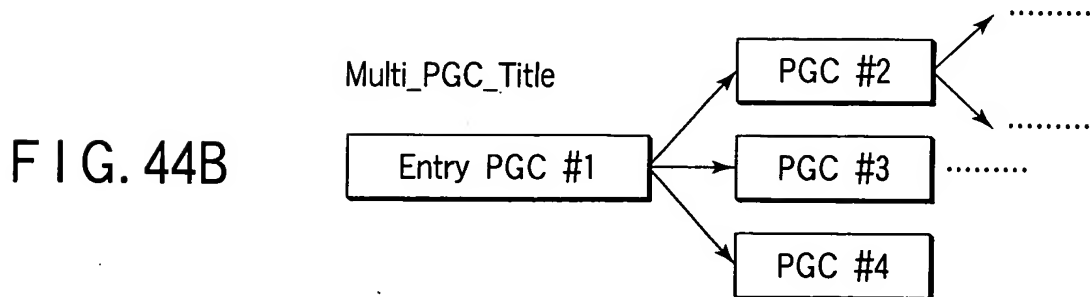 FIG. 44B
Multi_PGC_Title
Entry PGC #1
PGC #2
PGC #3
PGC #4